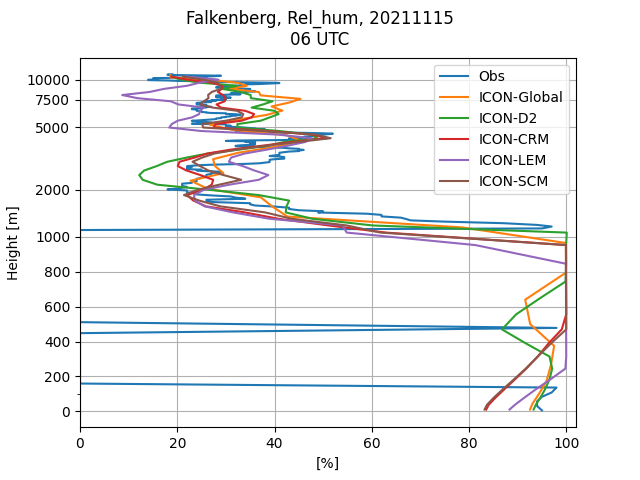 Falkenberg, Rel_hum, 20211115
06 UTC
Obs
ICON-Global
ICON-D2
ICON-CRM
ICON-LEM
ICON-SCM
Height [m]
10000
7500
5000
2000
1000
800
600
400
200
0
0 20 40 60 80 100
[%]